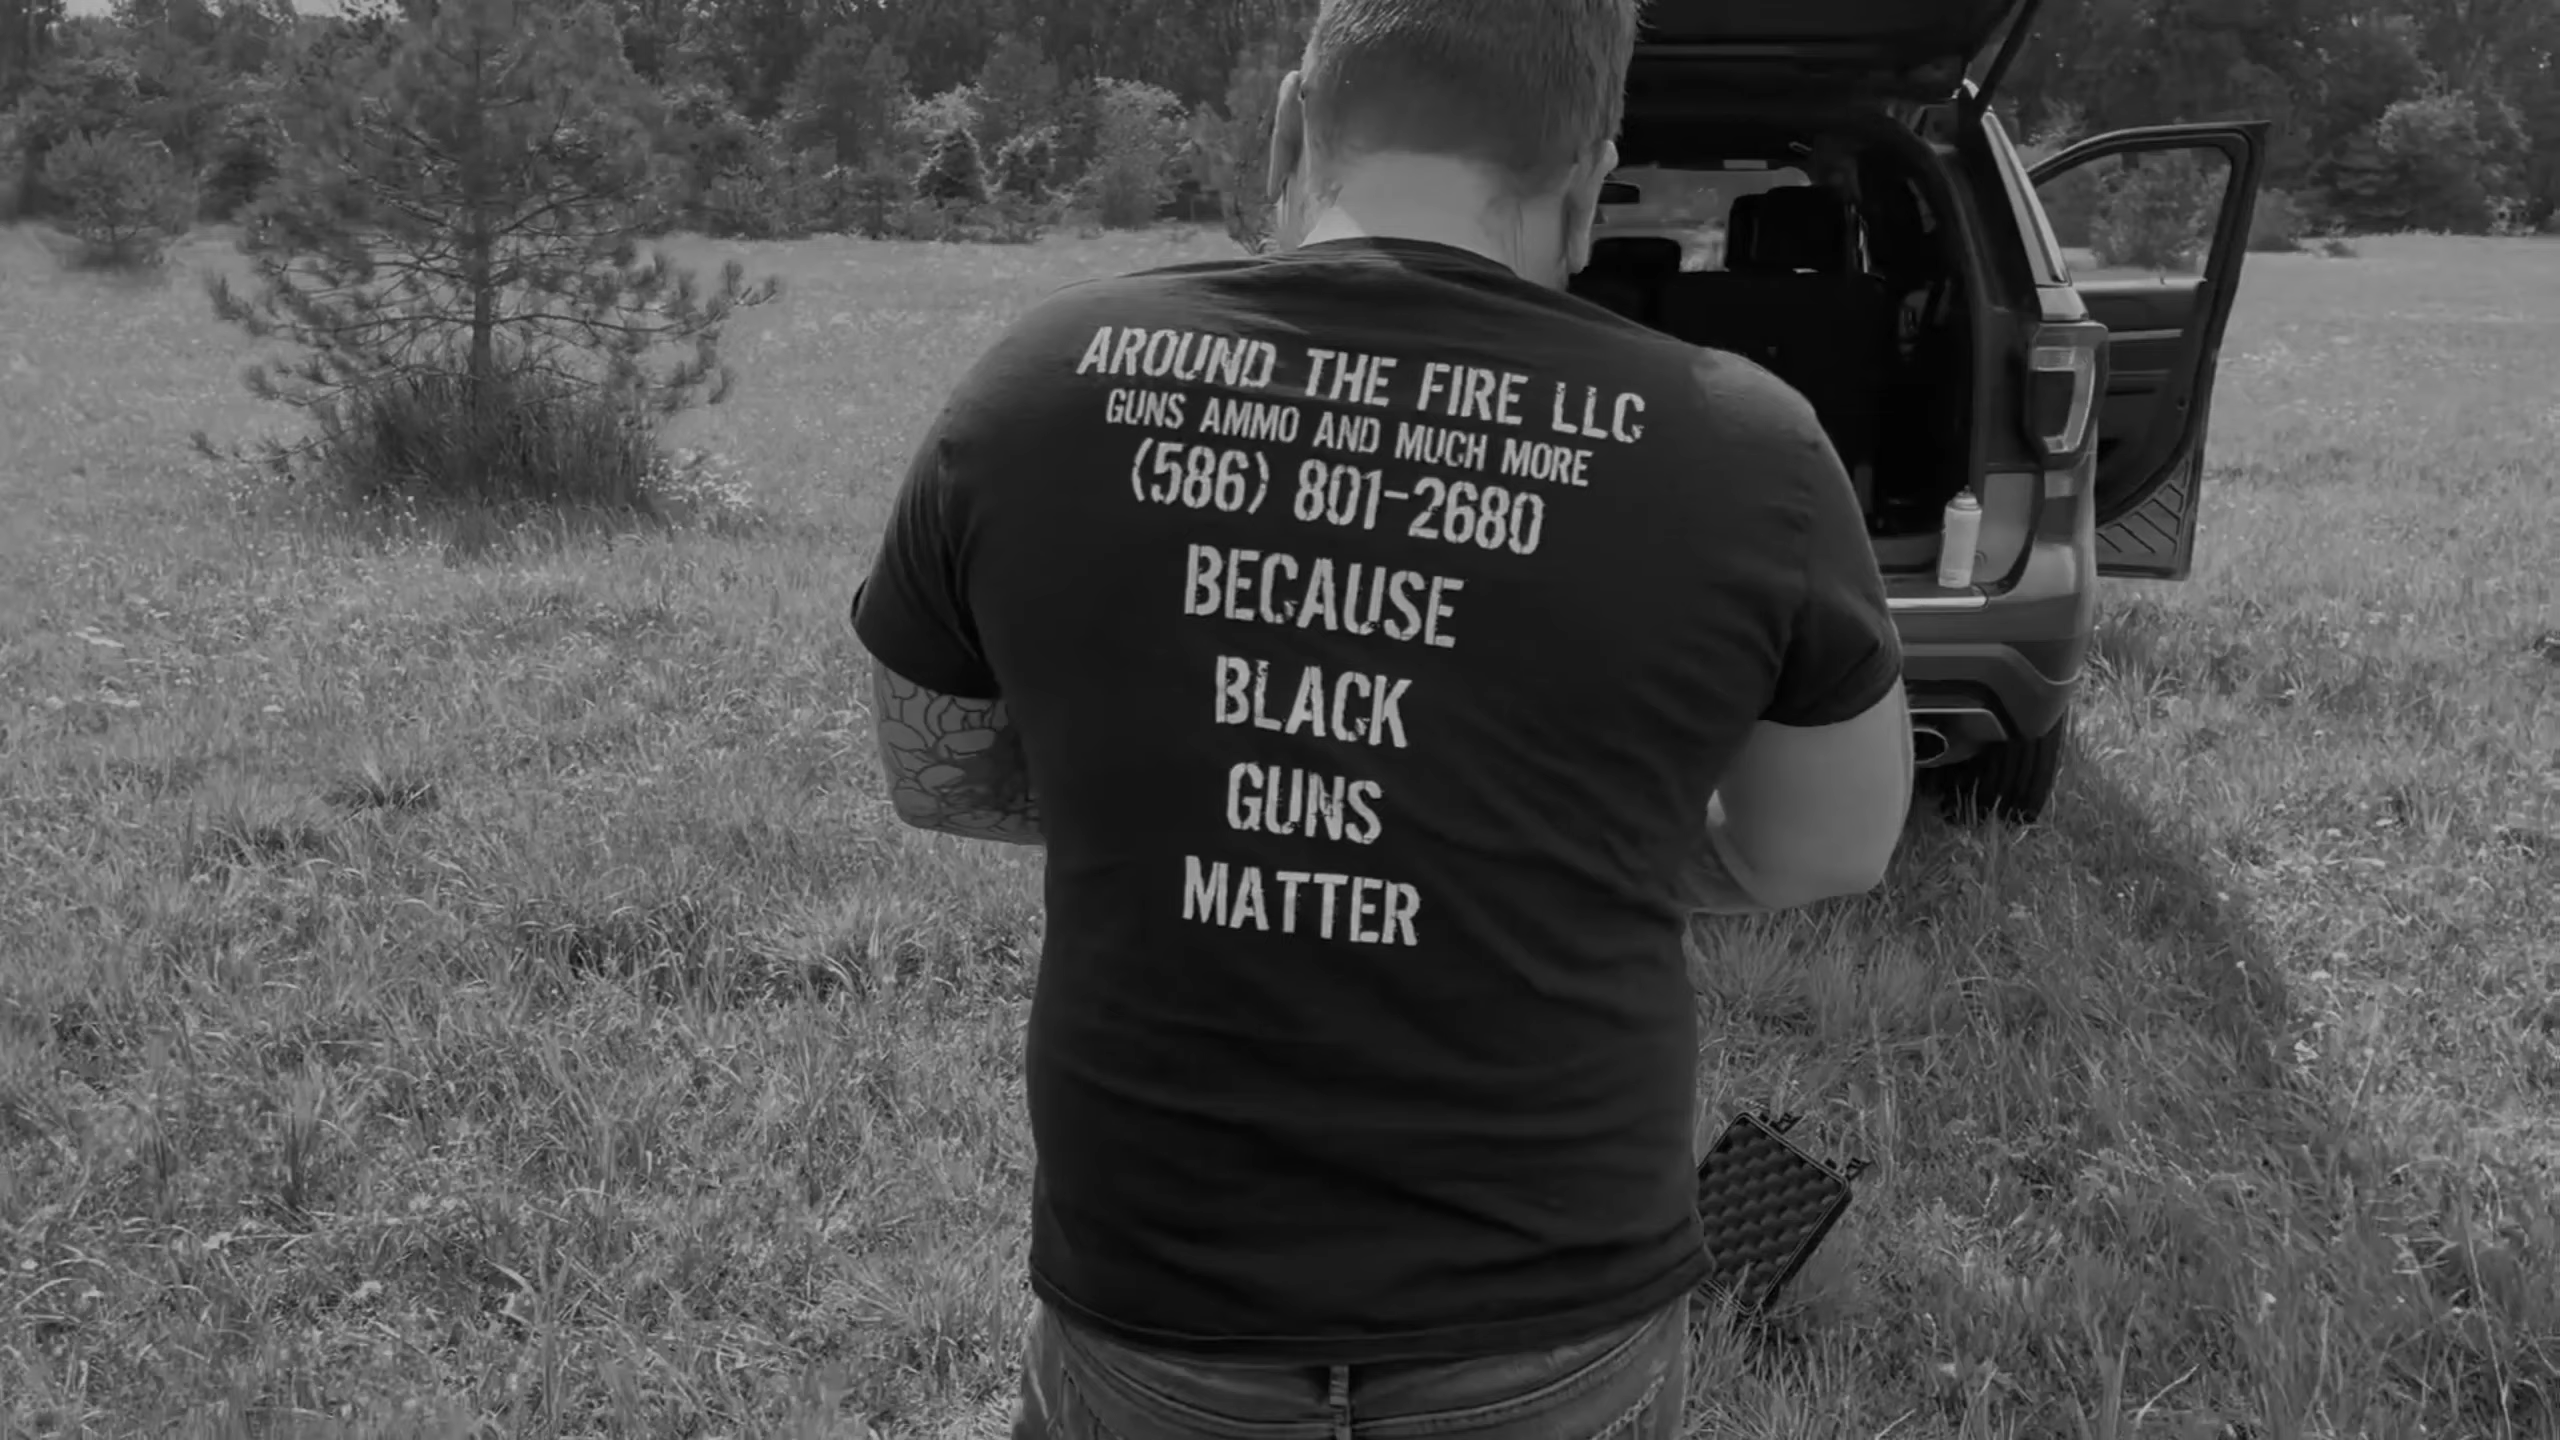 AROUND THE FIRE LLC
GUNS AMMO AND MUCH MORE
(586) 801-2680
BECAUSE
BLACK
GUNS
MATTER